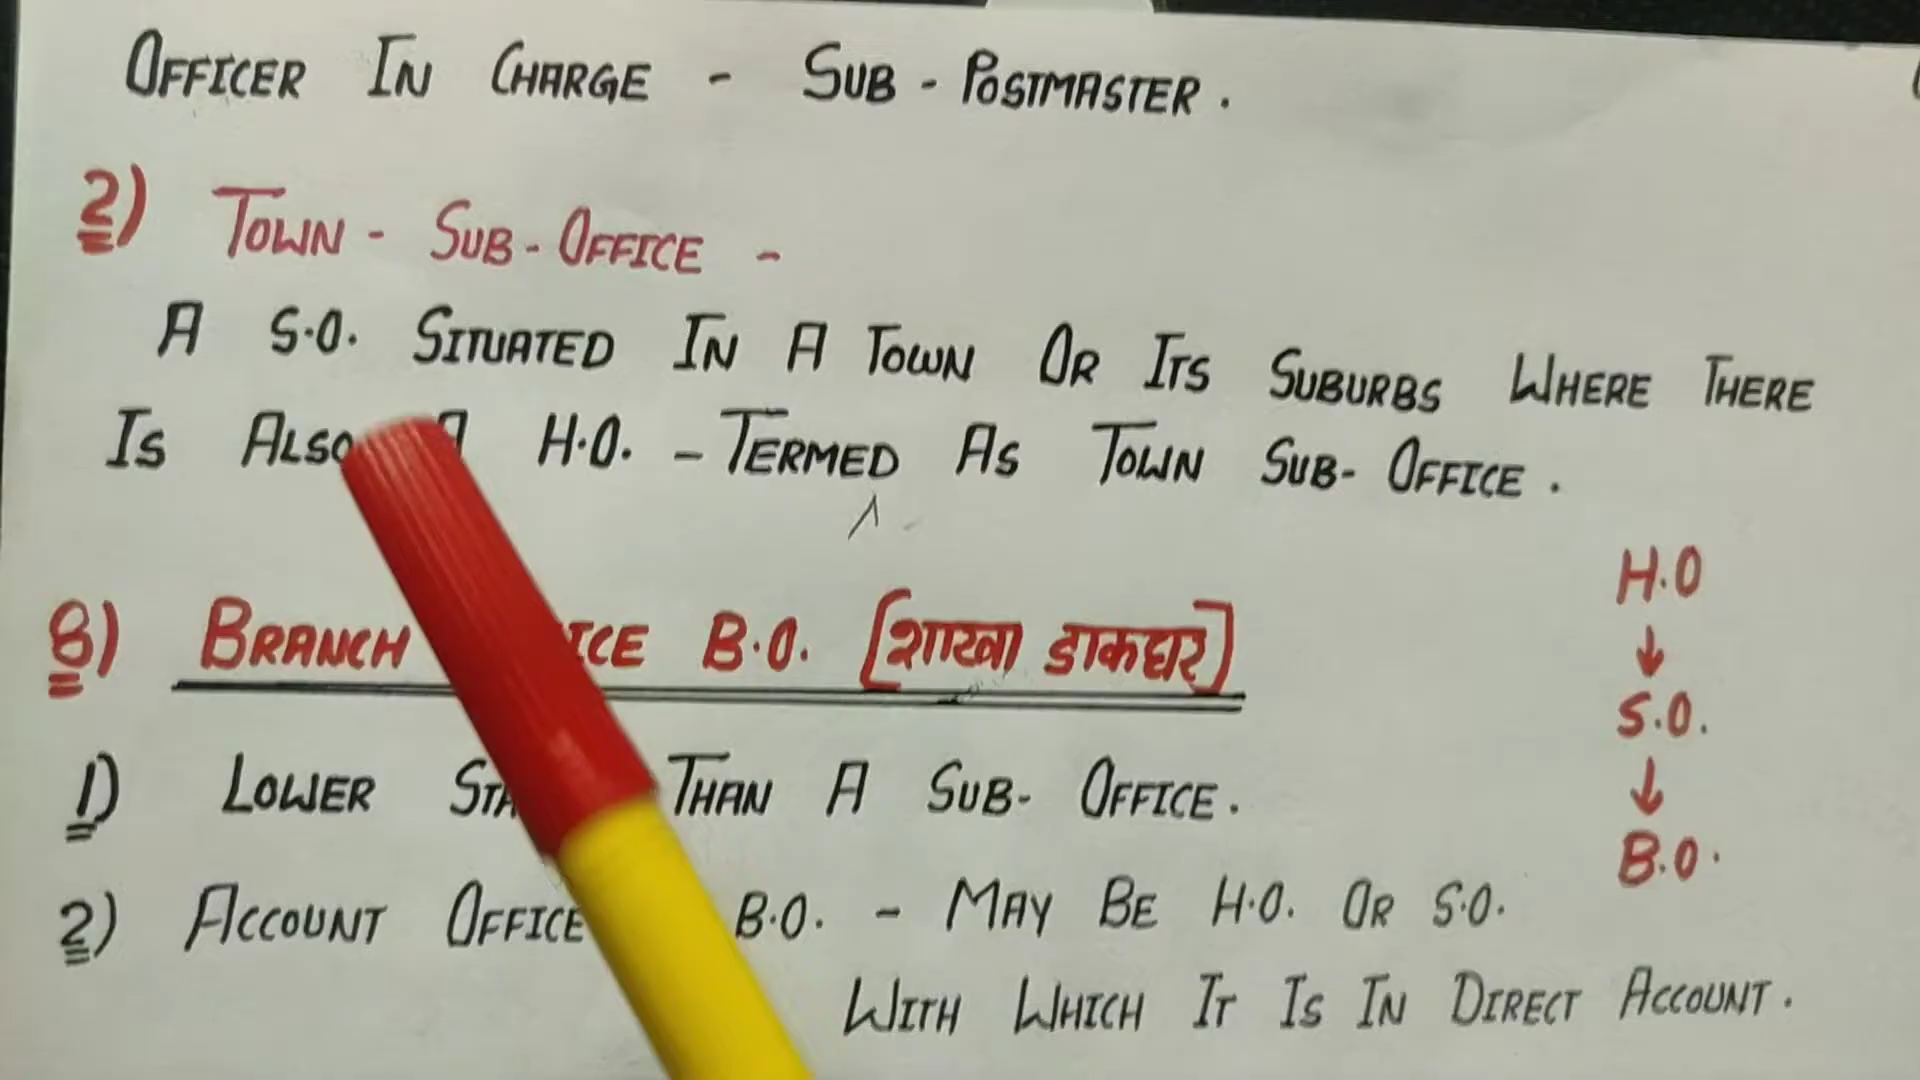 OFFICER IN CHARGE - SUB - POSTMASTER.
2) TOWN - SUB - OFFICE -
A S.O. SITUATED IN A TOWN OR ITS SUBURBS WHERE THERE
IS ALSO A H.O. - TERMED AS TOWN SUB- OFFICE.
8) BRANCH B.O. [शाखा डाकघर]
1) LOWER THAN A SUB- OFFICE.
2) ACCOUNT OFFICE B.O. - MAY BE H.O. OR S.O.
WITH WHICH IT IS IN DIRECT ACCOUNT.
H.O
↓
S.O.
↓
B.O.